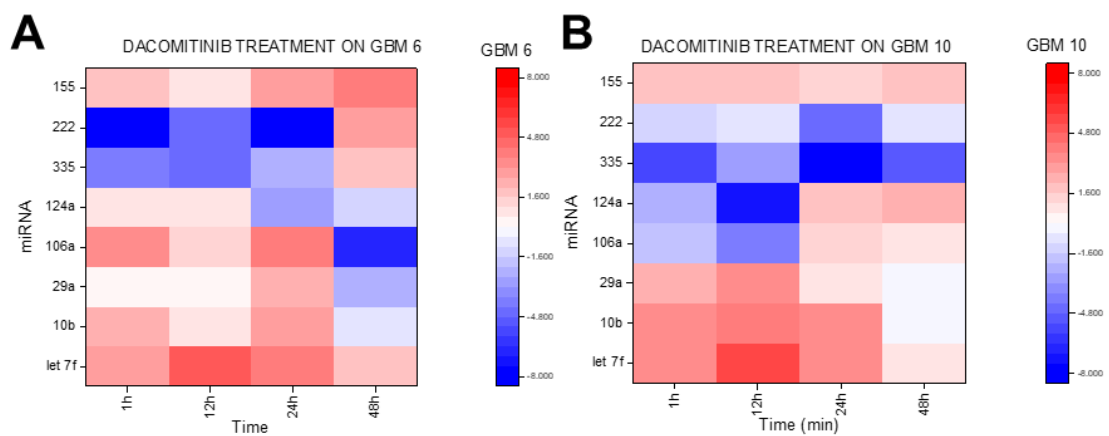 A
DACOMITINIB TREATMENT ON GBM 6
GBM 6
155
222
335
124a
106a
29a
10b
let 7f
miRNA
1h
12h
24h
48h
Time
8.000
4.800
1.600
-1.600
-4.800
-8.000
B
DACOMITINIB TREATMENT ON GBM 10
GBM 10
155
222
335
124a
106a
29a
10b
let 7f
miRNA
1h
12h
24h
48h
Time (min)
8.000
4.800
1.600
-1.600
-4.800
-8.000